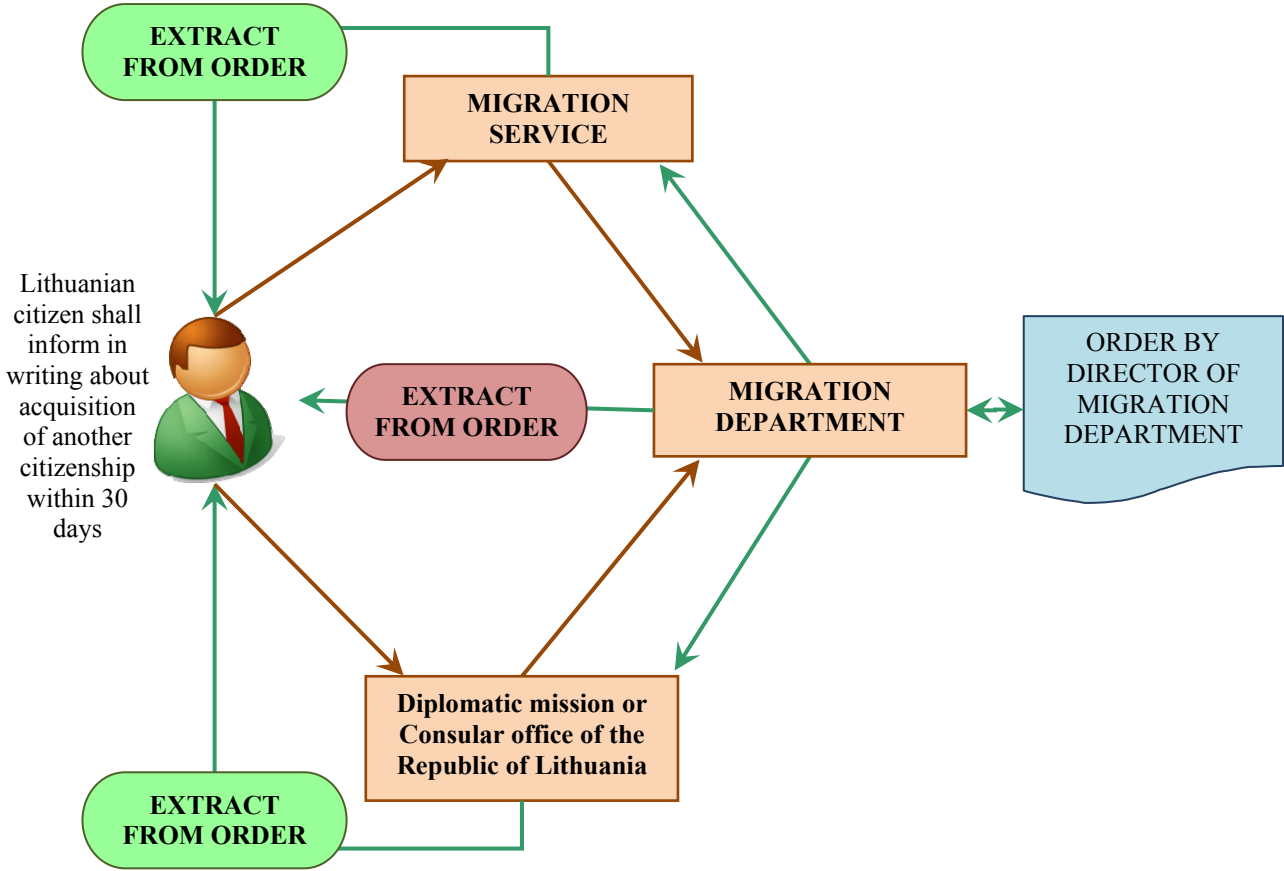 EXTRACT
FROM ORDER
MIGRATION
SERVICE
Lithuanian
citizen shall
inform in
writing about
acquisition
of another
citizenship
within 30
days
EXTRACT
FROM ORDER
MIGRATION
DEPARTMENT
ORDER BY
DIRECTOR OF
MIGRATION
DEPARTMENT
Diplomatic mission or
Consular office of the
Republic of Lithuania
EXTRACT
FROM ORDER